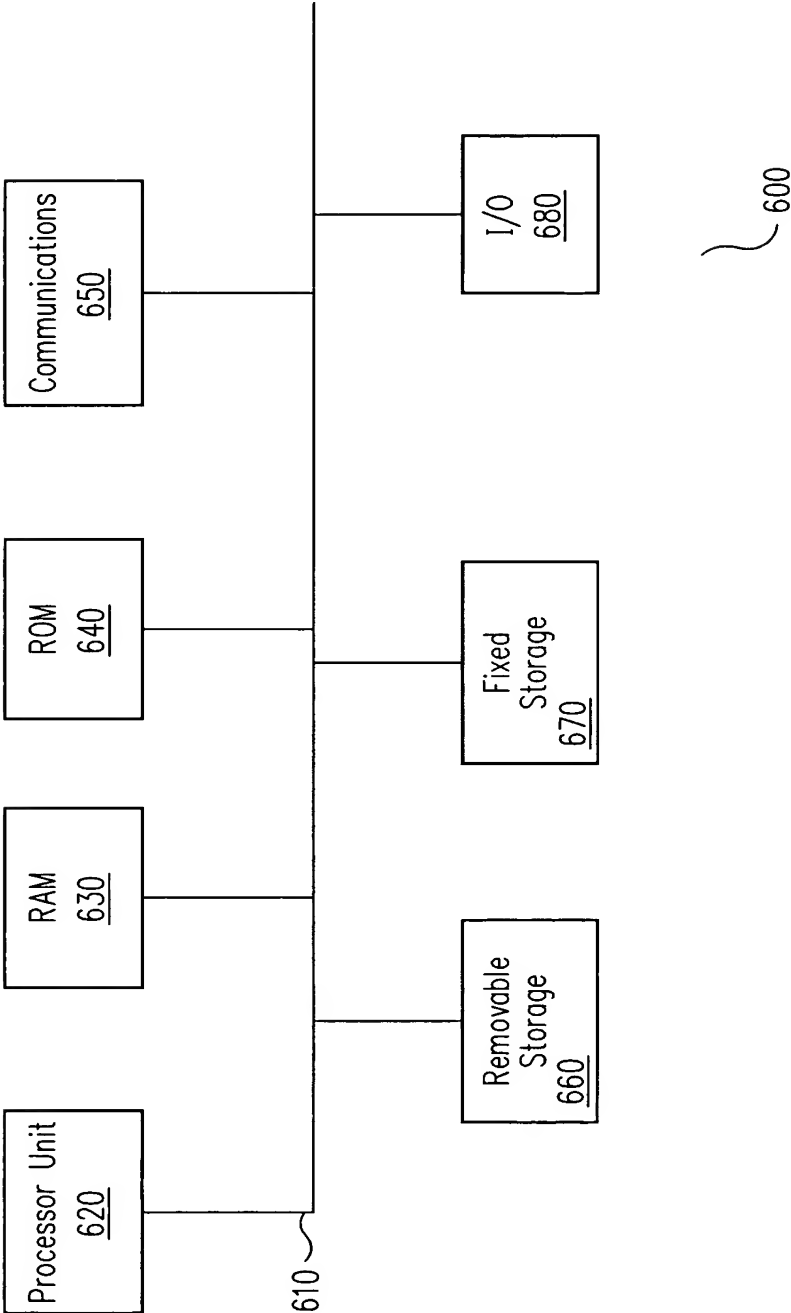 Processor Unit
620
RAM
630
ROM
640
Communications
650
610
Removable
Storage
660
Fixed
Storage
670
I/O
680
600